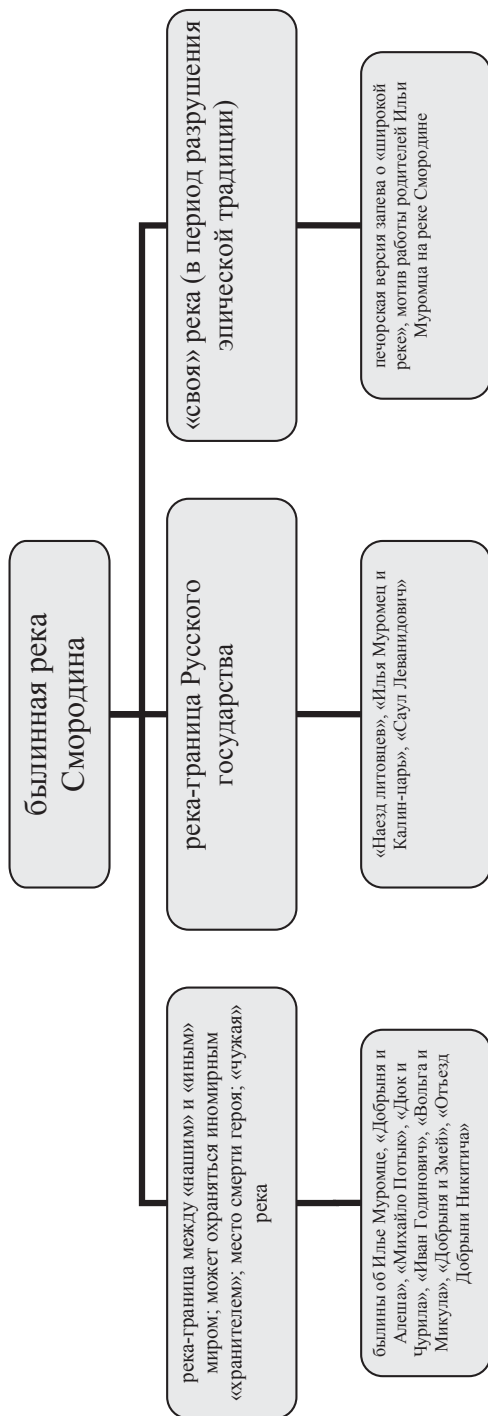 былинная река
Смородина
река-граница между «нашим» и «иным»
миром; может охраняться иномирным
«хранителем»; место смерти героя; «чужая»
река
река-граница Русского
государства
«своя» река (в период разрушения
эпической традиции)
былины об Илье Муромце, «Добрыня и
Алеша», «Михайло Потык», «Дюк и
Чурила», «Иван Годинович», «Вольга и
Микула», «Добрыня и Змей», «Отъезд
Добрыни Никитича»
«Наезд литовцев», «Илья Муромец и
Калин-царь», «Саул Леванидович»
печорская версия запева о «широкой
реке», мотив работы родителей Ильи
Муромца на реке Смородине